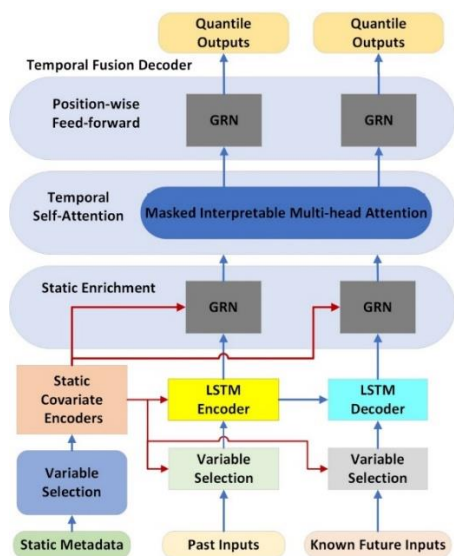 Quantile
Outputs
Quantile
Outputs
Temporal Fusion Decoder
Position-wise
Feed-forward
GRN
GRN
Temporal
Self-Attention
Masked Interpretable Multi-head Attention
Static Enrichment
GRN
GRN
Static
Covariate
Encoders
LSTM
Encoder
LSTM
Decoder
Variable
Selection
Variable
Selection
Variable
Selection
Static Metadata
Past Inputs
Known Future Inputs